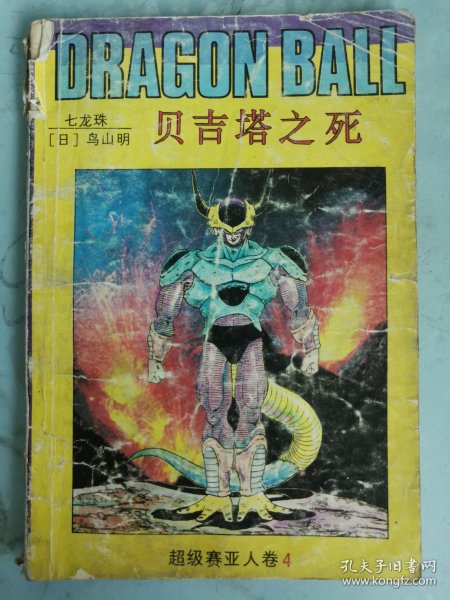 DRAGON BALL
七龙珠
[日] 鸟山明
贝吉塔之死
超级赛亚人卷4
孔夫子旧书网
www.kongfz.com